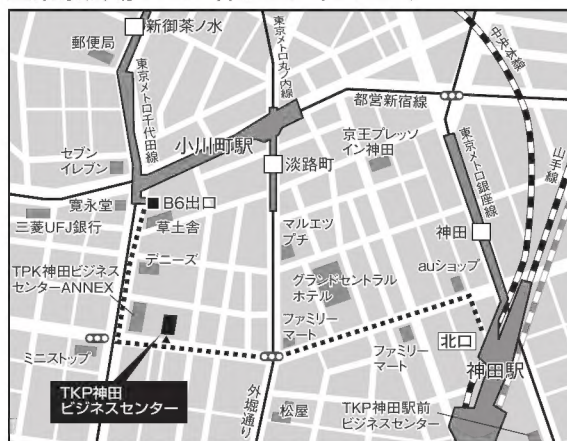 新御茶ノ水
郵便局
東京メトロ千代田線
東京メトロ丸ノ内線
都営新宿線
中央本線
山手線
小川町駅
淡路町
京王プレッソ
イン神田
東京メトロ銀座線
セブン
イレブン
寛永堂
三菱UFJ銀行
B6出口
草土舎
デニーズ
マルエツ
プチ
神田
auショップ
TPK神田ビジネス
センターANNEX
グランドセントラル
ホテル
ファミリー
マート
北口
神田駅
ミニストップ
ファミリー
マート
TKP神田
ビジネスセンター
外堀通り
松屋
TKP神田駅前
ビジネスセンター